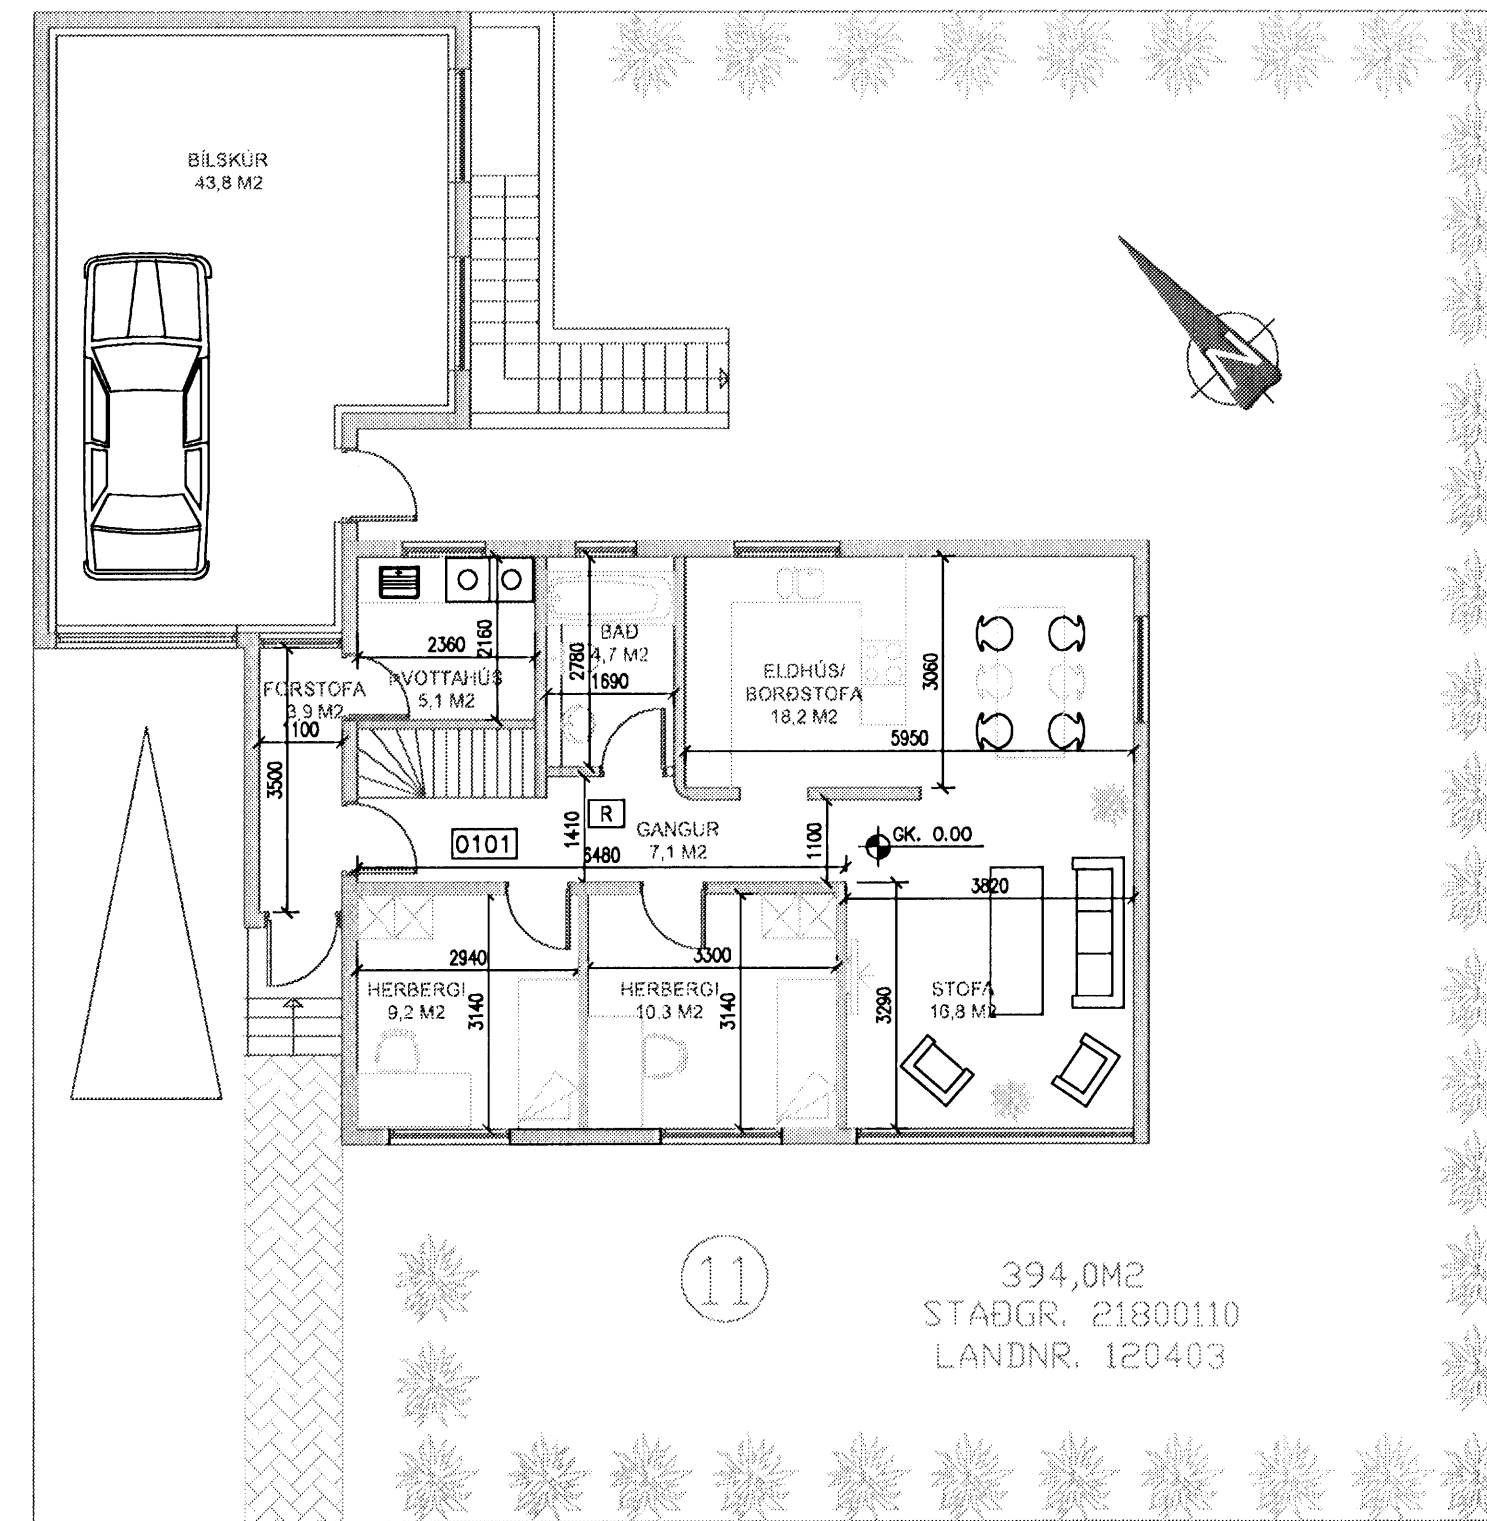 BÍLSKÚR
43,8 M2
N
2360
2160
ÞVOTTAHÚS
5,1 M2
FORSTOFA
3,9 M2
1100
3500
BAÐ
4,7 M2
2780
1690
ELDHÚS/
BORÐSTOFA
18,2 M2
3060
5950
0101
R
1410
GANGUR
7,1 M2
6480
1100
GK. 0.00
3820
2940
HERBERGI
9,2 M2
3140
3300
HERBERGI
10.3 M2
3140
3290
STOFA
16,8 M2
11
394,0M2
STAÐGR. 21800110
LANDNR. 120403